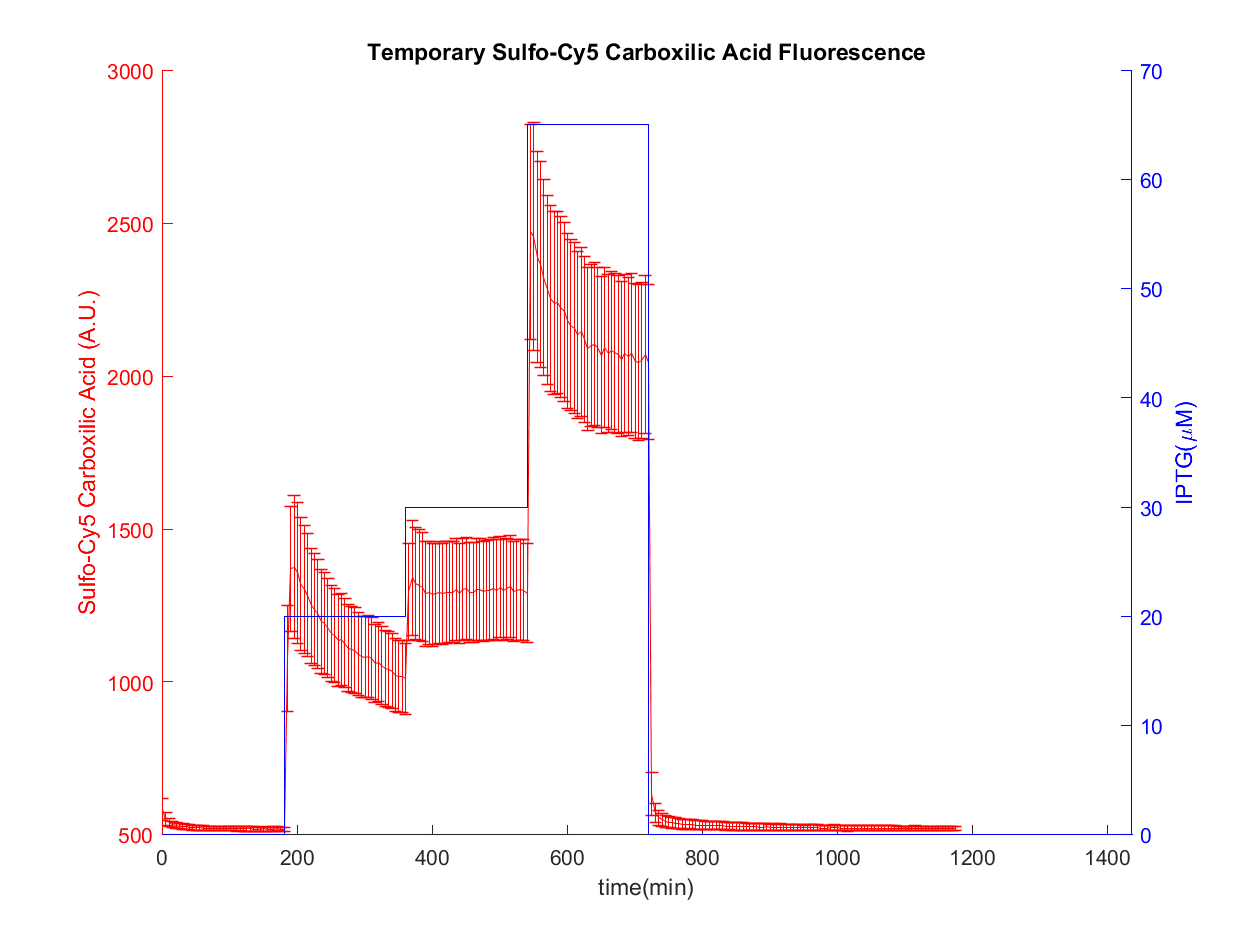 Temporary Sulfo-Cy5 Carboxilic Acid Fluorescence
3000
2500
2000
1500
1000
500
Sulfo-Cy5 Carboxilic Acid (A.U.)
70
60
50
40
30
20
10
0
IPTG(μM)
0 200 400 600 800 1000 1200 1400
time(min)